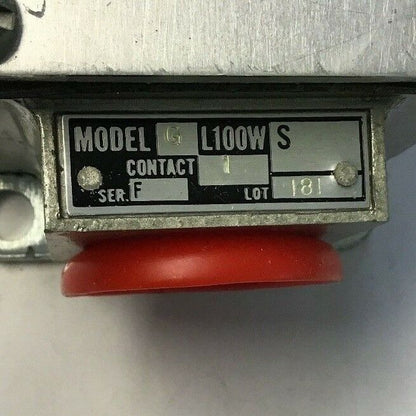 MODEL G L100W S
CONTACT 1
SER. F LOT 181